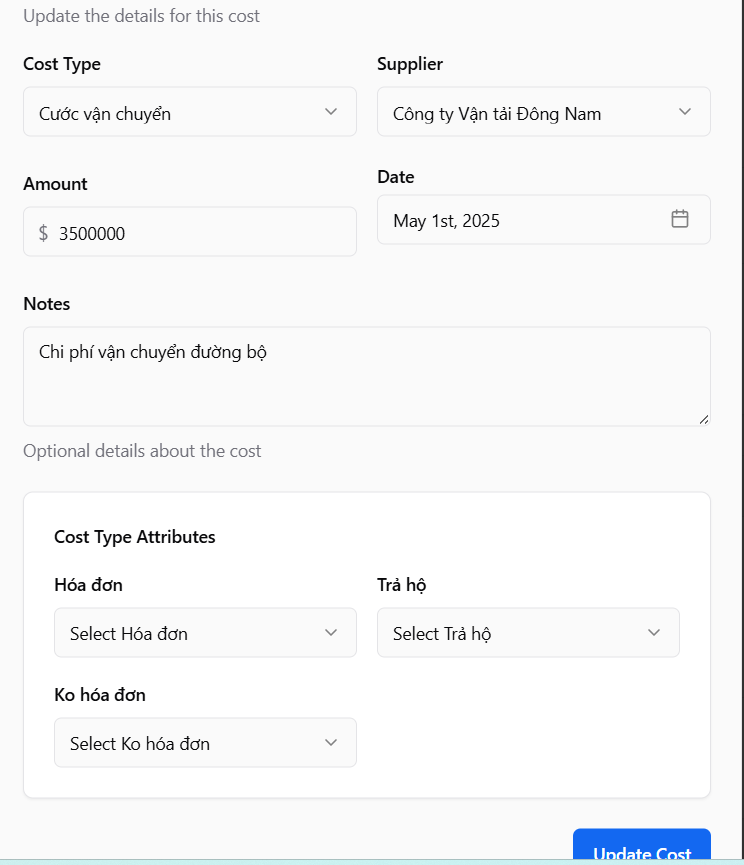 Update the details for this cost
Cost Type
Supplier
Cước vận chuyển
Công ty Vận tải Đông Nam
Amount
Date
$ 3500000
May 1st, 2025
Notes
Chi phí vận chuyển đường bộ
Optional details about the cost
Cost Type Attributes
Hóa đơn
Trả hộ
Select Hóa đơn
Select Trả hộ
Ko hóa đơn
Select Ko hóa đơn
Update Cost